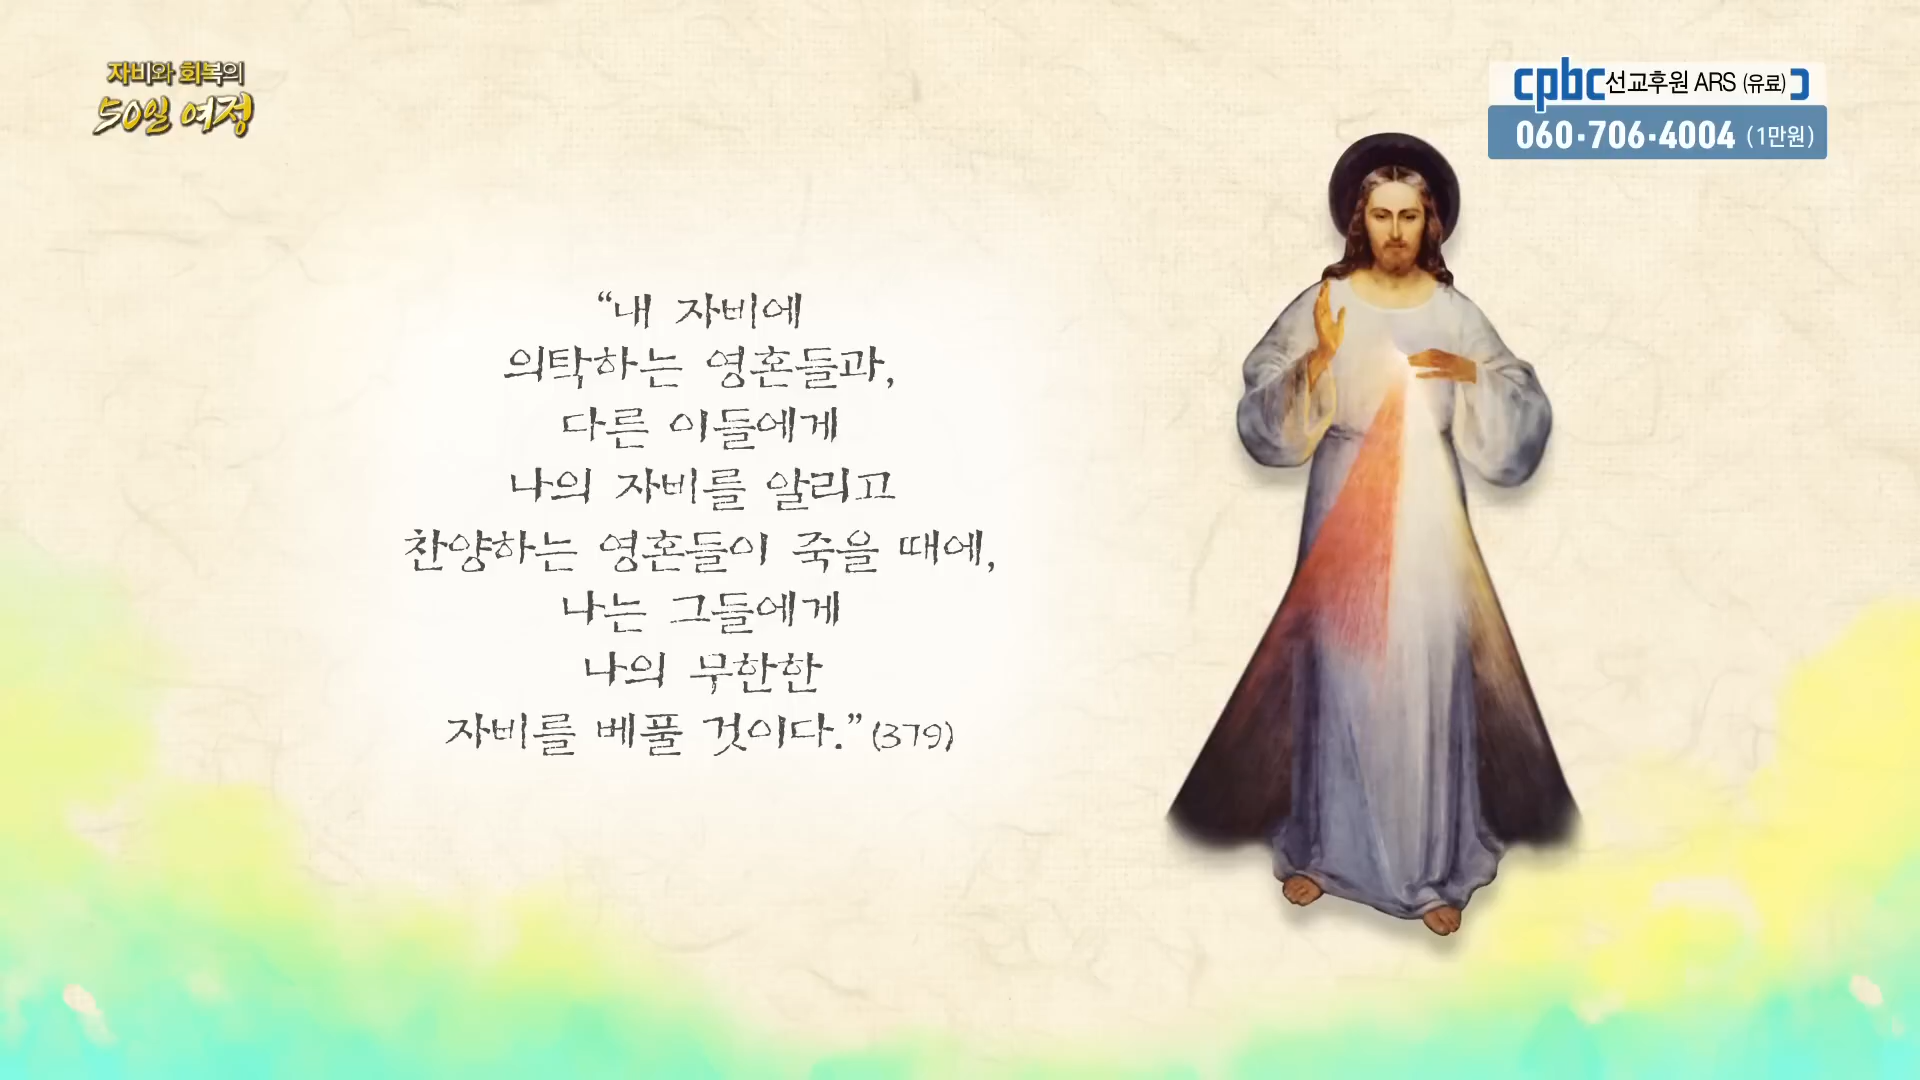 자비와 회복의
50일 여정
cpbc선교후원 ARS (유료)
060·706·4004 (1만원)
“내 자비에
의탁하는 영혼들과,
다른 이들에게
나의 자비를 알리고
찬양하는 영혼들이 죽을 때에,
나는 그들에게
나의 무한한
자비를 베풀 것이다.” (379)